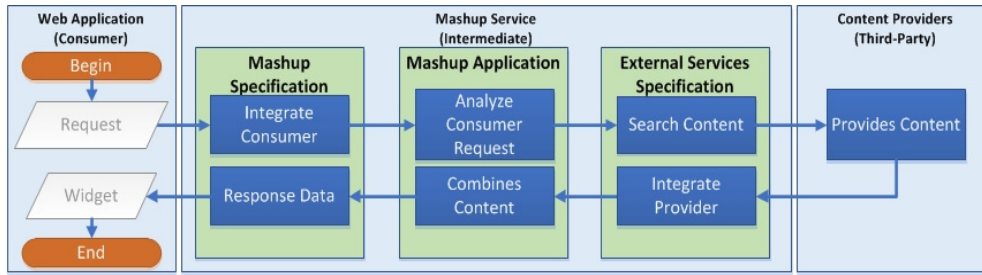 Web Application
(Consumer)
Mashup Service
(Intermediate)
Content Providers
(Third-Party)
Begin
Request
Widget
End
Mashup
Specification
Integrate
Consumer
Response Data
Mashup Application
Analyze
Consumer
Request
Combines
Content
External Services
Specification
Search Content
Integrate
Provider
Provides Content